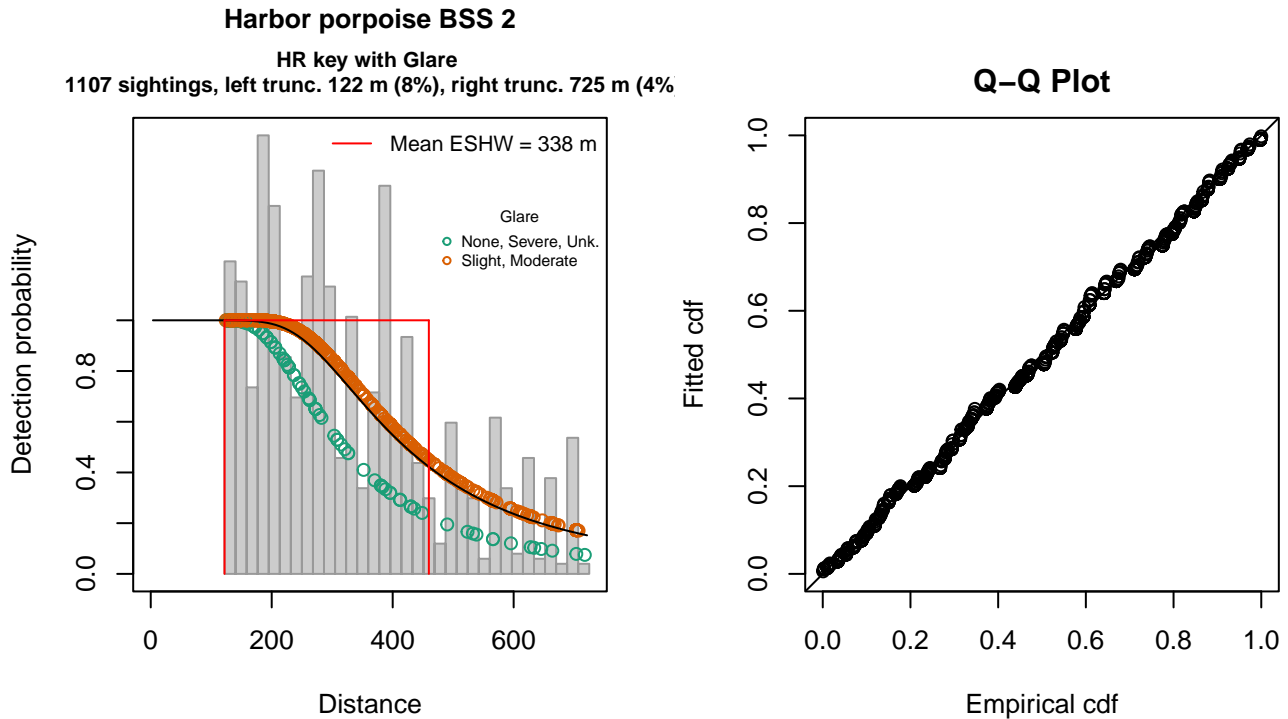 Harbor porpoise BSS 2
HR key with Glare
1107 sightings, left trunc. 122 m (8%), right trunc. 725 m (4%
Mean ESHW = 338 m
Glare
None, Severe, Unk.
Slight, Moderate
Detection probability
0.0
0.4
0.8
0
200
400
600
Distance
Q−Q Plot
Fitted cdf
0.0
0.2
0.4
0.6
0.8
1.0
0.0
0.2
0.4
0.6
0.8
1.0
Empirical cdf